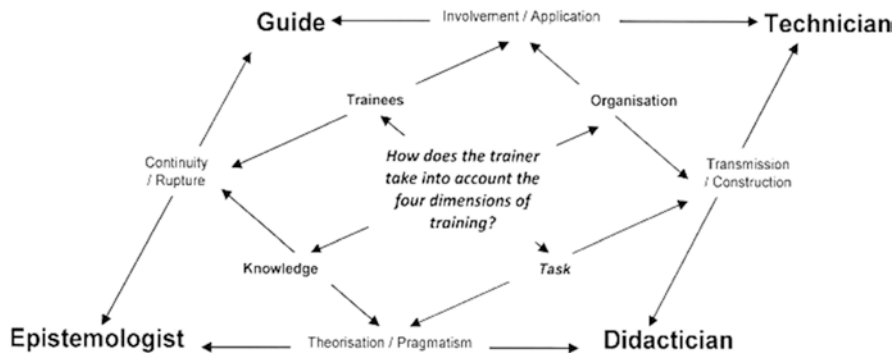 Guide
Involvement / Application
Technician
Trainees
Organisation
How does the trainer
take into account the
four dimensions of
training?
Continuity
/ Rupture
Transmission
/ Construction
Knowledge
Task
Epistemologist
Theorisation / Pragmatism
Didactician